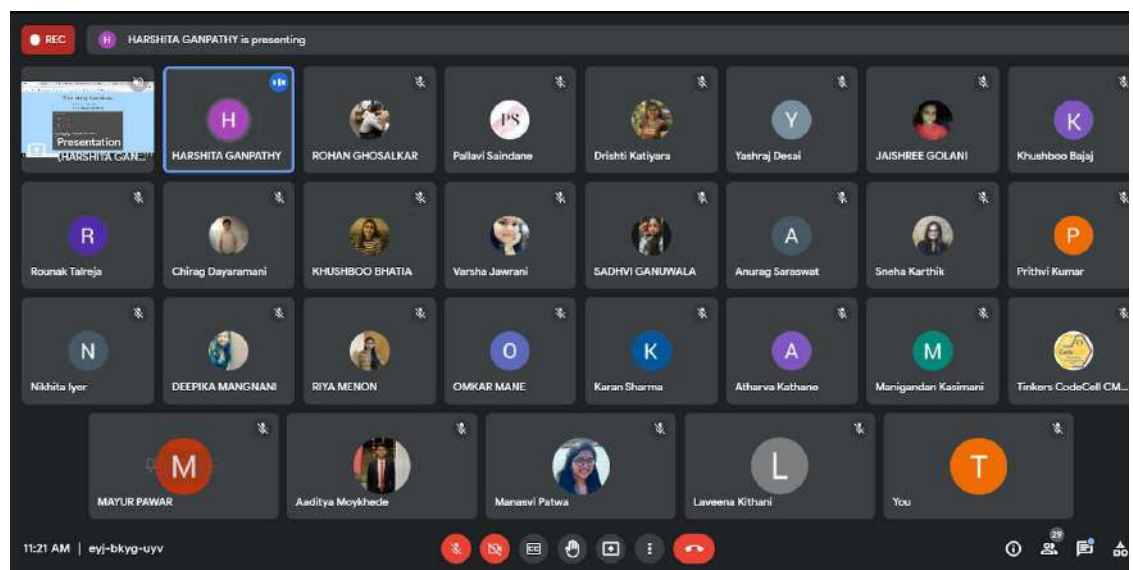 REC H HARSHITA GANPATHY is presenting
Presentation
(HARSHITA GAN...
H
HARSHITA GANPATHY
ROHAN GHOSALKAR
PS
Pallavi Saindane
Drishti Katiyara
Y
Yashraj Desai
JAISHREE GOLANI
K
Khushboo Bajaj
R
Rounak Talreja
Chirag Dayaramani
KHUSHBOO BHATIA
Varsha Jawrani
SADHVI GANUWALA
A
Anurag Saraswat
Sneha Karthik
P
Prithvi Kumar
N
Nikhita Iyer
DEEPIKA MANGNANI
RIYA MENON
O
OMKAR MANE
K
Karan Sharma
A
Atharva Kathane
M
Manigandan Kasimani
Tinkers CodeCell CM...
M
MAYUR PAWAR
Aaditya Moykhede
Manasvi Patwa
L
Laveena Kithani
T
You
11:21 AM | eyj-bkyg-uyv
29